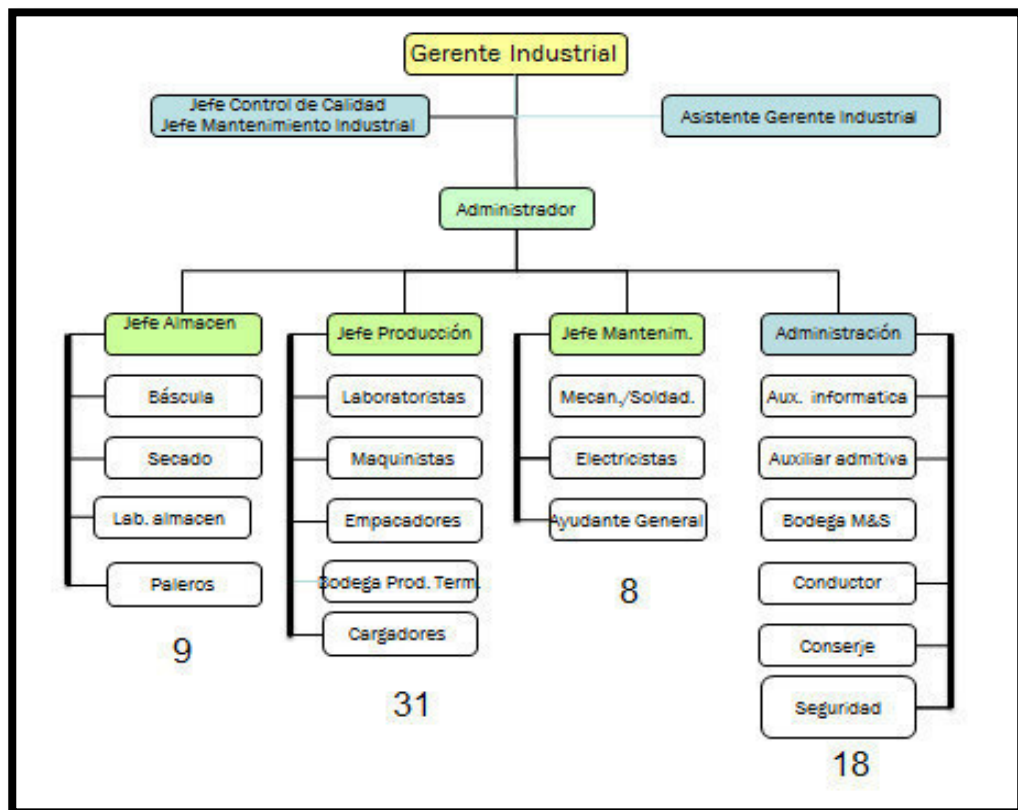 Gerente Industrial
Jefe Control de Calidad
Jefe Mantenimiento Industrial
Asistente Gerente Industrial
Administrador
Jefe Almacen
Báscula
Secado
Lab. almacen
Paleros
9
Jefe Producción
Laboratoristas
Maquinistas
Empacadores
Bodega Prod. Term.
Cargadores
31
Jefe Mantenim.
Mecan./Soldad.
Electricistas
Ayudante General
8
Administración
Aux. informatica
Auxiliar admitiva
Bodega M&S
Conductor
Conserje
Seguridad
18